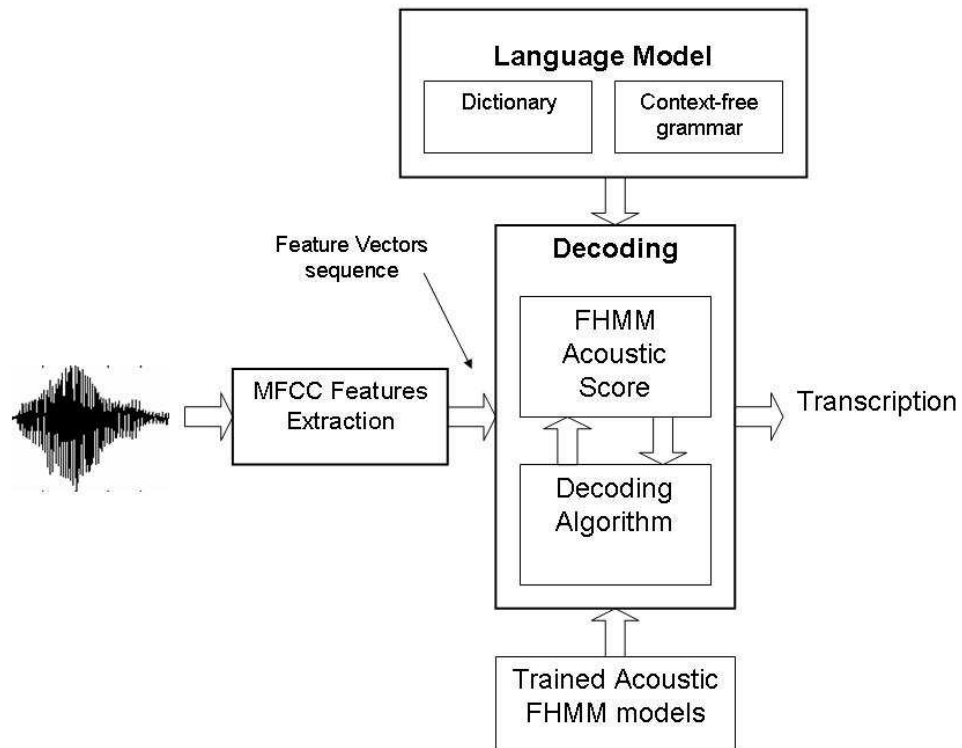 Language Model
Dictionary
Context-free
grammar
Feature Vectors
sequence
Decoding
FHMM
Acoustic
Score
MFCC Features
Extraction
Transcription
Decoding
Algorithm
Trained Acoustic
FHMM models